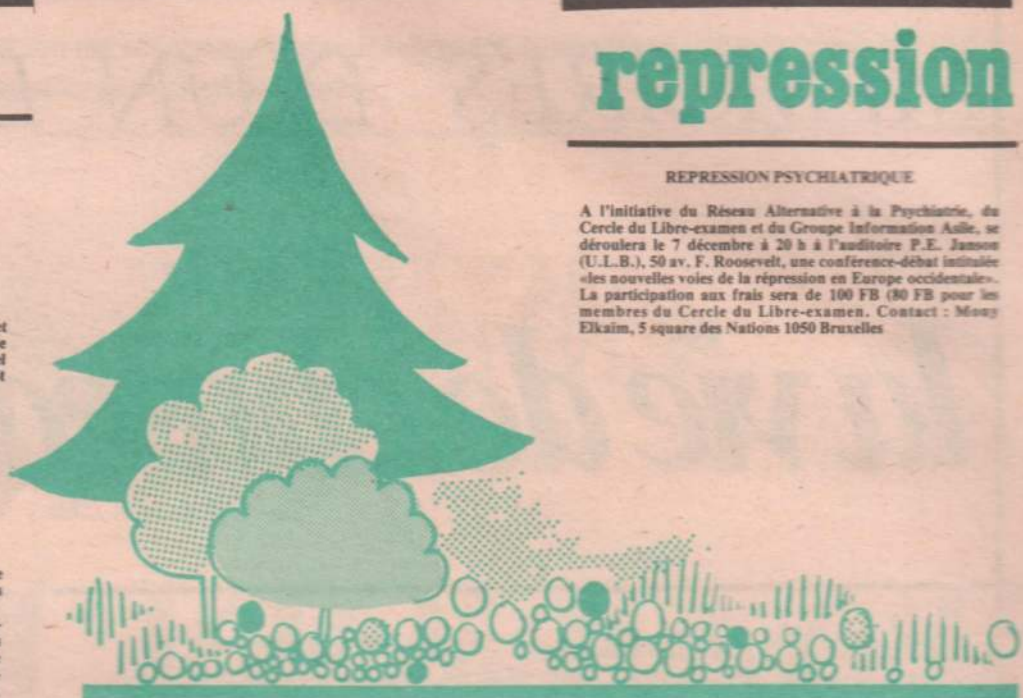 repression
REPRESSION PSYCHIATRIQUE
A l'initiative du Réseau Alternative à la Psychiatrie, du
Cercle du Libre-examen et du Groupe Information Asile, se
déroulera le 7 décembre à 20 h à l'auditoire P.E. Janson
(U.L.B.), 50 av. F. Roosevelt, une conférence-débat intitulée
«les nouvelles voies de la répression en Europe occidentale».
La participation aux frais sera de 100 FB (80 FB pour les
membres du Cercle du Libre-examen. Contact : Mony
Elkaïm, 5 square des Nations 1050 Bruxelles